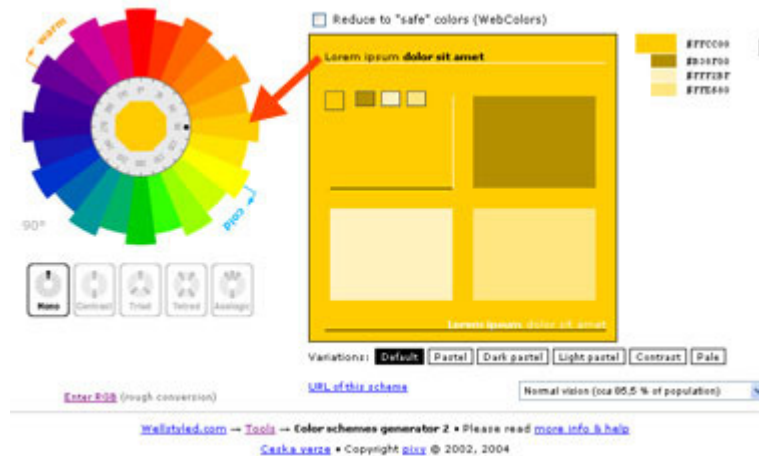 Reduce to "safe" colors (WebColors)
warm
Lorem ipsum dolor sit amet
#FFCC00
#B38F00
#FFF2BF
#FFE680
cold
90°
Mono
Contrast
Triad
Tetrad
Analogic
Lorem ipsum dolor sit amet
Variations: Default Pastel Dark pastel Light pastel Contrast Pale
Enter RGB (rough conversion)
URL of this scheme
Normal vision (cca 85,5 % of population)
Wellstyled.com → Tools → Color schemes generator 2 • Please read more info & help
Ceska verze • Copyright pixy © 2002, 2004